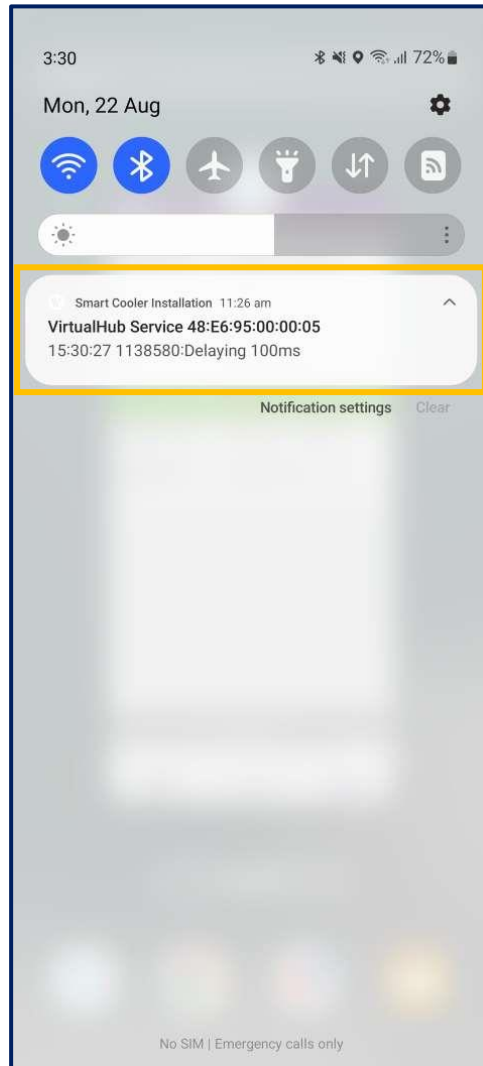 3:30 72%
Mon, 22 Aug
Smart Cooler Installation 11:26 am
VirtualHub Service 48:E6:95:00:00:05
15:30:27 1138580:Delaying 100ms
Notification settings Clear
No SIM | Emergency calls only